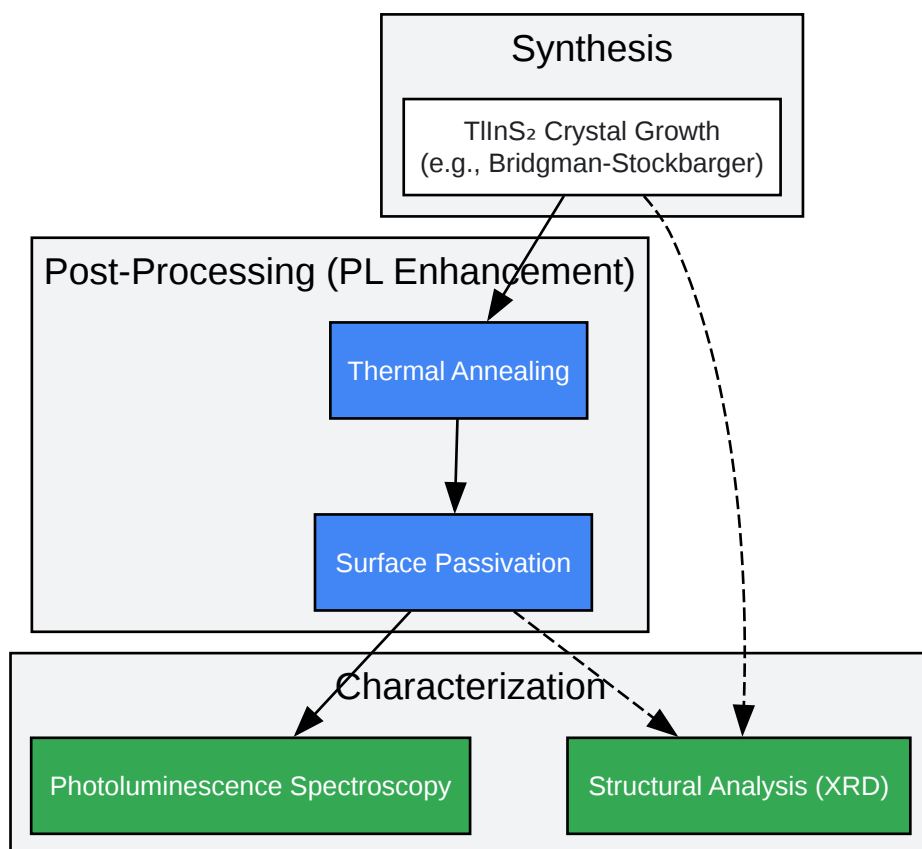 Synthesis
TlInS₂ Crystal Growth
(e.g., Bridgman-Stockbarger)
Post-Processing (PL Enhancement)
Thermal Annealing
Surface Passivation
Characterization
Photoluminescence Spectroscopy
Structural Analysis (XRD)